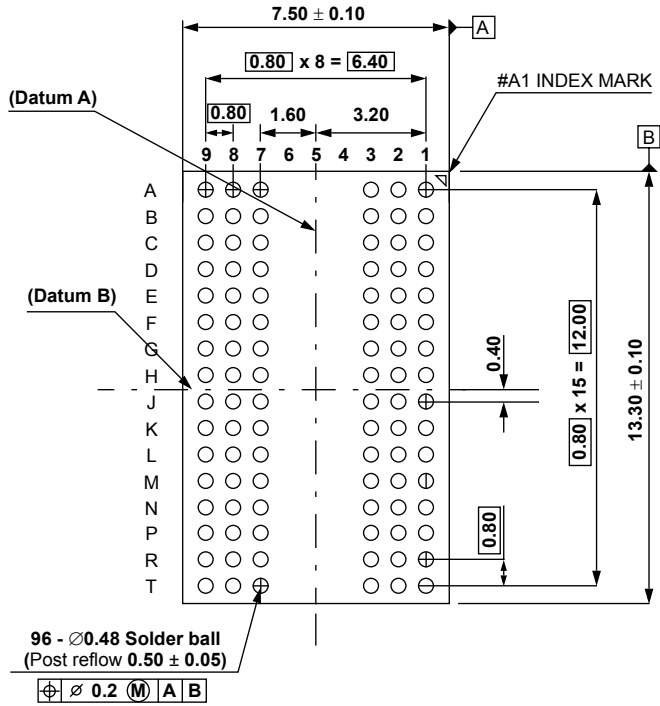 7.50 ± 0.10
A
0.80 x 8 = 6.40
#A1 INDEX MARK
(Datum A)
0.80 1.60 3.20
B
9 8 7 6 5 4 3 2 1
A
B
C
D
E
(Datum B)
F
G
H
J
K
L
M
N
P
R
T
0.40
0.80 x 15 = 12.00
13.30 ± 0.10
0.80
96 - ∅0.48 Solder ball
(Post reflow 0.50 ± 0.05)
⌖ ⌀ 0.2 Ⓜ A B